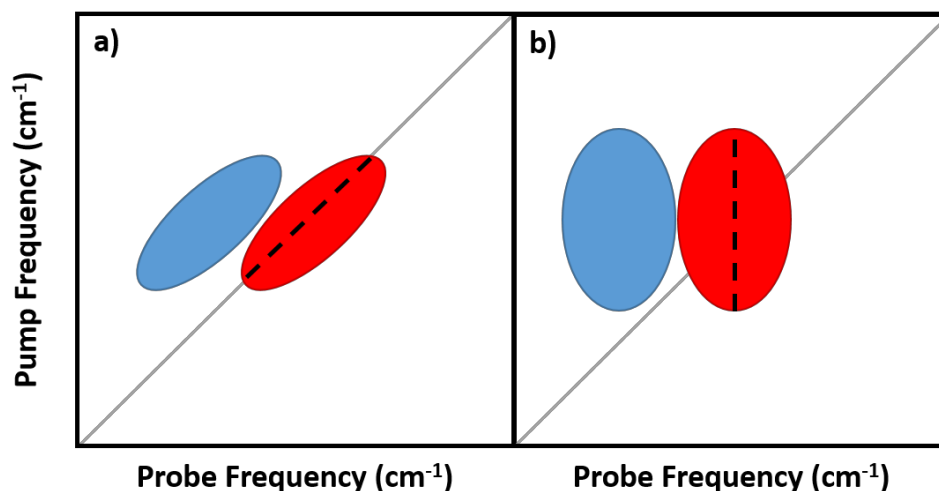 a)
b)
Pump Frequency (cm⁻¹)
Probe Frequency (cm⁻¹)
Probe Frequency (cm⁻¹)